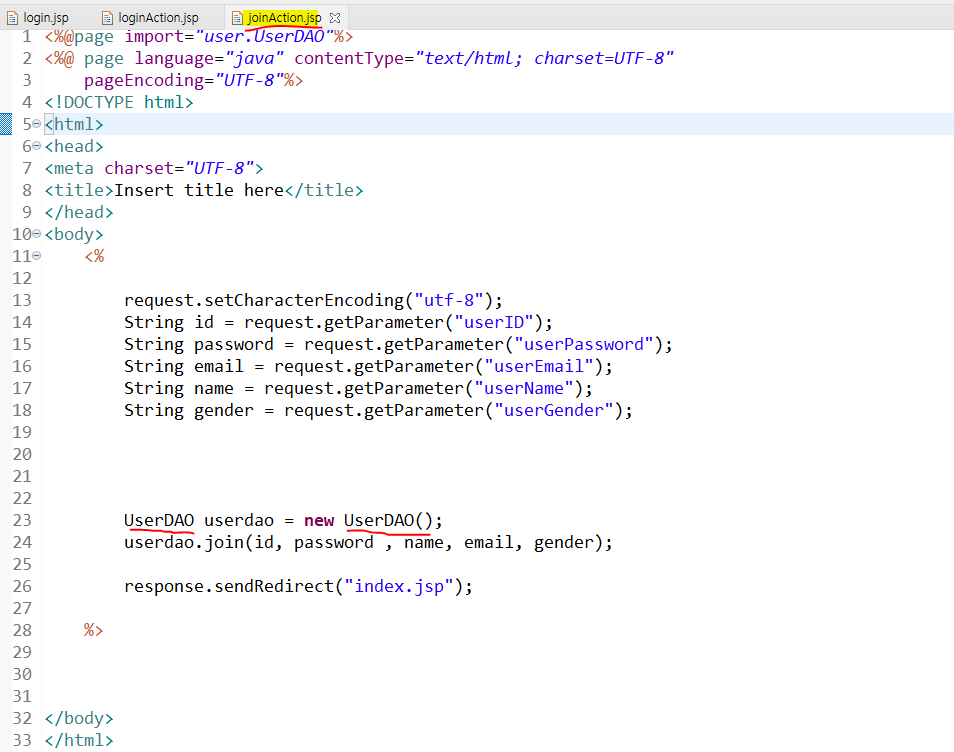 login.jsp loginAction.jsp joinAction.jsp
1 <%@page import="user.UserDAO"%>
2 <%@ page language="java" contentType="text/html; charset=UTF-8"
3     pageEncoding="UTF-8"%>
4 <!DOCTYPE html>
5 <html>
6 <head>
7 <meta charset="UTF-8">
8 <title>Insert title here</title>
9 </head>
10 <body>
11     <%
12
13         request.setCharacterEncoding("utf-8");
14         String id = request.getParameter("userID");
15         String password = request.getParameter("userPassword");
16         String email = request.getParameter("userEmail");
17         String name = request.getParameter("userName");
18         String gender = request.getParameter("userGender");
19
20
21
22
23         UserDAO userdao = new UserDAO();
24         userdao.join(id, password , name, email, gender);
25
26         response.sendRedirect("index.jsp");
27
28     %>
29
30
31
32 </body>
33 </html>